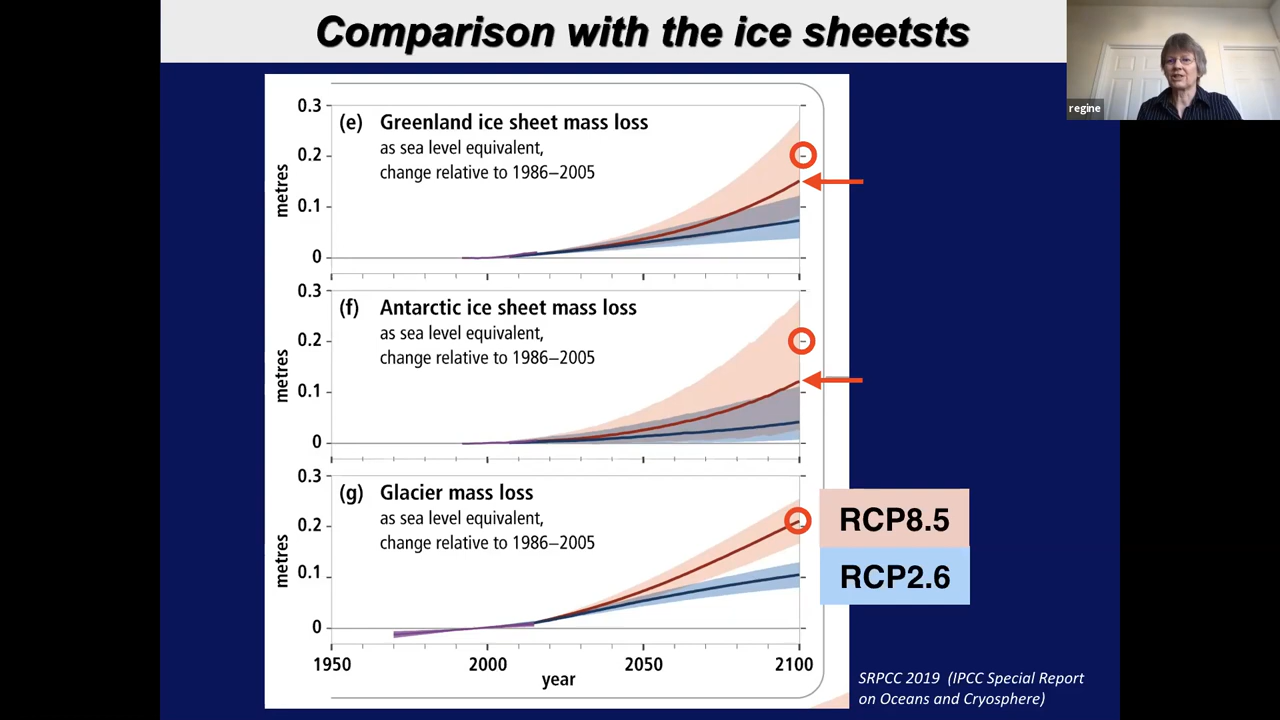 Comparison with the ice sheetsts
regine
0.3
(e) Greenland ice sheet mass loss
as sea level equivalent,
change relative to 1986–2005
0.2
0.1
0
metres
0.3
(f) Antarctic ice sheet mass loss
as sea level equivalent,
change relative to 1986–2005
0.2
0.1
0
metres
0.3
(g) Glacier mass loss
as sea level equivalent,
change relative to 1986–2005
0.2
0.1
0
metres
1950 2000 2050 2100
year
RCP8.5
RCP2.6
SRPCC 2019 (IPCC Special Report
on Oceans and Cryosphere)